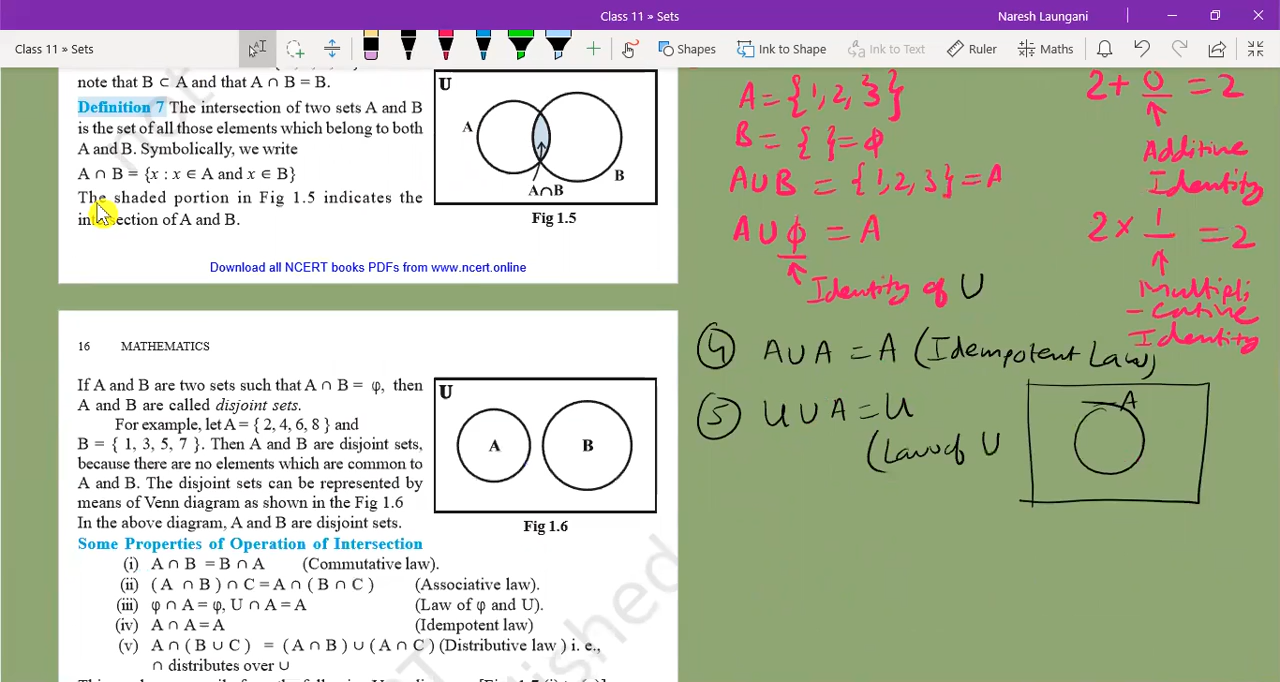 Class 11 » Sets
Naresh Laungani
Class 11 » Sets
Shapes
Ink to Shape
Ink to Text
Ruler
Maths
note that B ⊂ A and that A ∩ B = B.
Definition 7 The intersection of two sets A and B
is the set of all those elements which belong to both
A and B. Symbolically, we write
A ∩ B = {x : x ∈ A and x ∈ B}
The shaded portion in Fig 1.5 indicates the
intersection of A and B.
U
A
B
A∩B
Fig 1.5
Download all NCERT books PDFs from www.ncert.online
16 MATHEMATICS
If A and B are two sets such that A ∩ B = φ, then
A and B are called disjoint sets.
For example, let A = { 2, 4, 6, 8 } and
B = { 1, 3, 5, 7 }. Then A and B are disjoint sets,
because there are no elements which are common to
A and B. The disjoint sets can be represented by
means of Venn diagram as shown in the Fig 1.6
In the above diagram, A and B are disjoint sets.
U
A
B
Fig 1.6
Some Properties of Operation of Intersection
(i) A ∩ B = B ∩ A (Commutative law).
(ii) ( A ∩ B ) ∩ C = A ∩ ( B ∩ C ) (Associative law).
(iii) φ ∩ A = φ, U ∩ A = A (Law of φ and U).
(iv) A ∩ A = A (Idempotent law)
(v) A ∩ ( B ∪ C ) = ( A ∩ B ) ∪ ( A ∩ C ) (Distributive law ) i. e.,
∩ distributes over ∪
A = {1, 2, 3}
B = { } = φ
A∪B = {1, 2, 3} = A
A ∪ φ = A
Identity of ∪
2 + 0 = 2
Additive
Identity
2 × 1 = 2
Multipli
-cative
Identity
④ A∪A = A (Idempotent Law)
⑤ U ∪ A = U
(Law of U
A